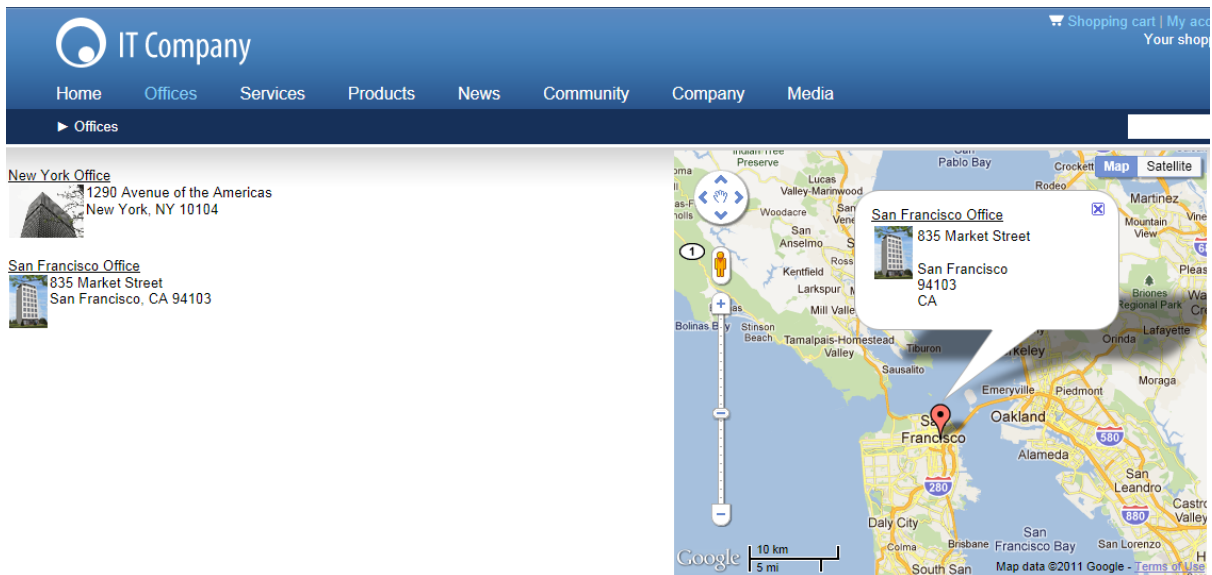 Shopping cart | My acc
Your shopp
IT Company
Home Offices Services Products News Community Company Media
► Offices
New York Office
1290 Avenue of the Americas
New York, NY 10104
San Francisco Office
835 Market Street
San Francisco, CA 94103
Preserve
Pablo Bay
Crockett
Map
Satellite
Lucas
Valley-Marinwood
Rodeo
Martinez
Woodacre
San
Anselmo
Mountain
View
Vine
San Francisco Office
835 Market Street
San Francisco
94103
CA
1
Ross
Kentfield
Larkspur
Mill Valle
Pleas
Briones
Regional Park
Stinson
Beach
Tamalpais-Homestead
Valley
Tiburon
Sausalito
Orinda
Lafayette
Emeryville
Piedmont
Moraga
Francisco
Oakland
580
Alameda
San
Leandro
280
880
Castro
Valley
Daly City
San
Francisco Bay
San Lorenzo
Colma
Brisbane
South San
Google
10 km
5 mi
Map data ©2011 Google - Terms of Use